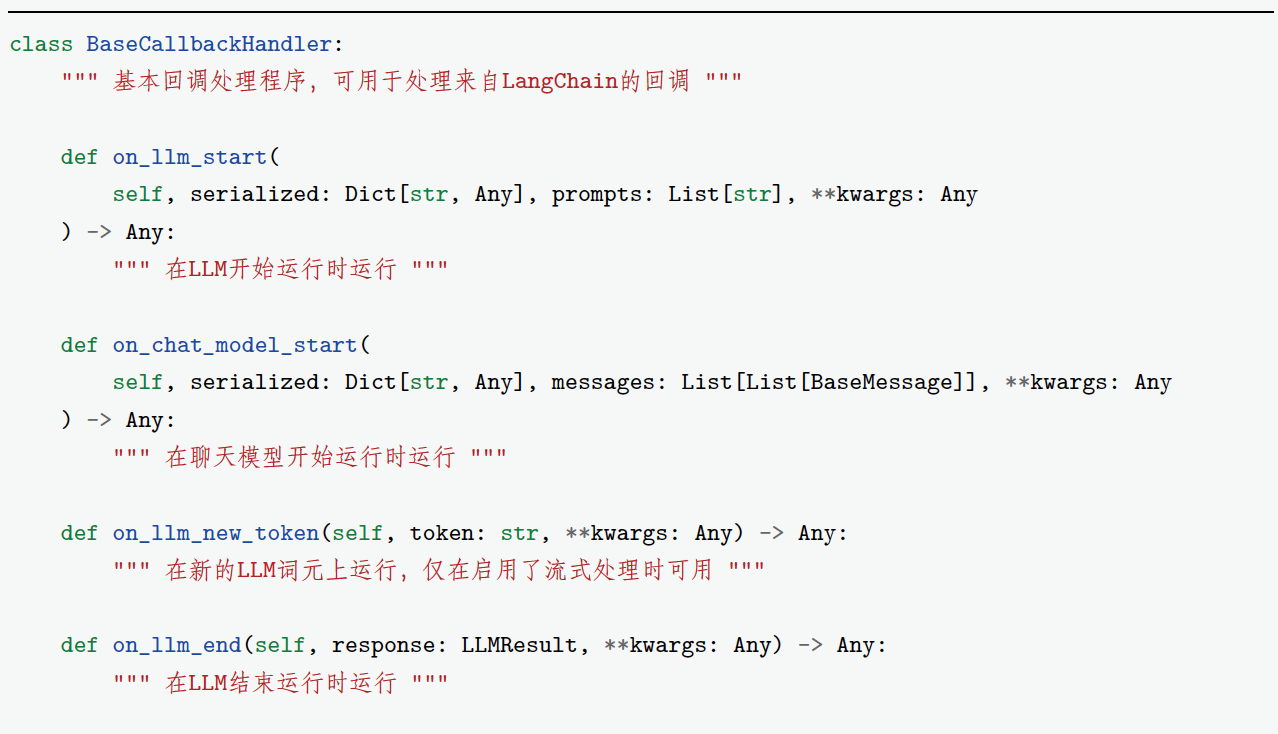 class BaseCallbackHandler:
    """ 基本回调处理程序，可用于处理来自LangChain的回调 """
    def on_llm_start(
        self, serialized: Dict[str, Any], prompts: List[str], **kwargs: Any
    ) -> Any:
        """ 在LLM开始运行时运行 """
    def on_chat_model_start(
        self, serialized: Dict[str, Any], messages: List[List[BaseMessage]], **kwargs: Any
    ) -> Any:
        """ 在聊天模型开始运行时运行 """
    def on_llm_new_token(self, token: str, **kwargs: Any) -> Any:
        """ 在新的LLM词元上运行，仅在启用了流式处理时可用 """
    def on_llm_end(self, response: LLMResult, **kwargs: Any) -> Any:
        """ 在LLM结束运行时运行 """